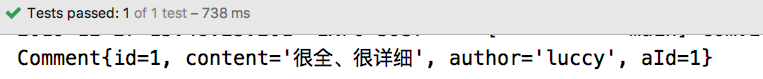 Tests passed: 1 of 1 test – 738 ms
Comment{id=1, content='很全、很详细', author='luccy', aId=1}